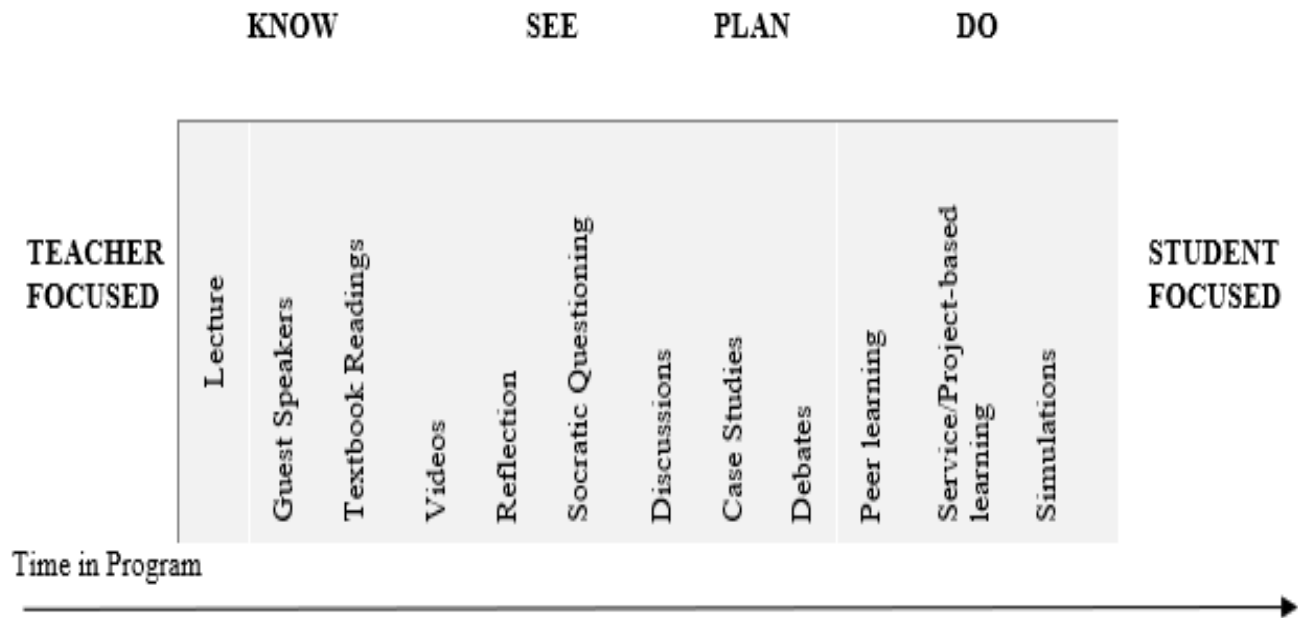 KNOW SEE PLAN DO
TEACHER
FOCUSED
Lecture
Guest Speakers
Textbook Readings
Videos
Reflection
Socratic Questioning
Discussions
Case Studies
Debates
Peer learning
Service/Project-based
learning
Simulations
STUDENT
FOCUSED
Time in Program